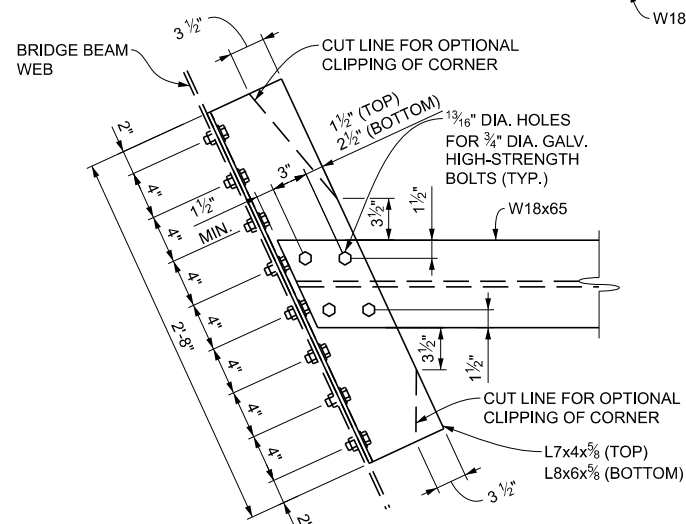 W18
3 ½"
BRIDGE BEAM
WEB
CUT LINE FOR OPTIONAL
CLIPPING OF CORNER
1½" (TOP)
2½" (BOTTOM)
13/16" DIA. HOLES
FOR ¾" DIA. GALV.
HIGH-STRENGTH
BOLTS (TYP.)
2"
4"
4"
4"
4"
4"
4"
4"
2"
2'-8"
3"
1½"
MIN.
3½"
1½"
W18x65
3½"
1½"
CUT LINE FOR OPTIONAL
CLIPPING OF CORNER
L7x4x⅝ (TOP)
L8x6x⅝ (BOTTOM)
3 ½"